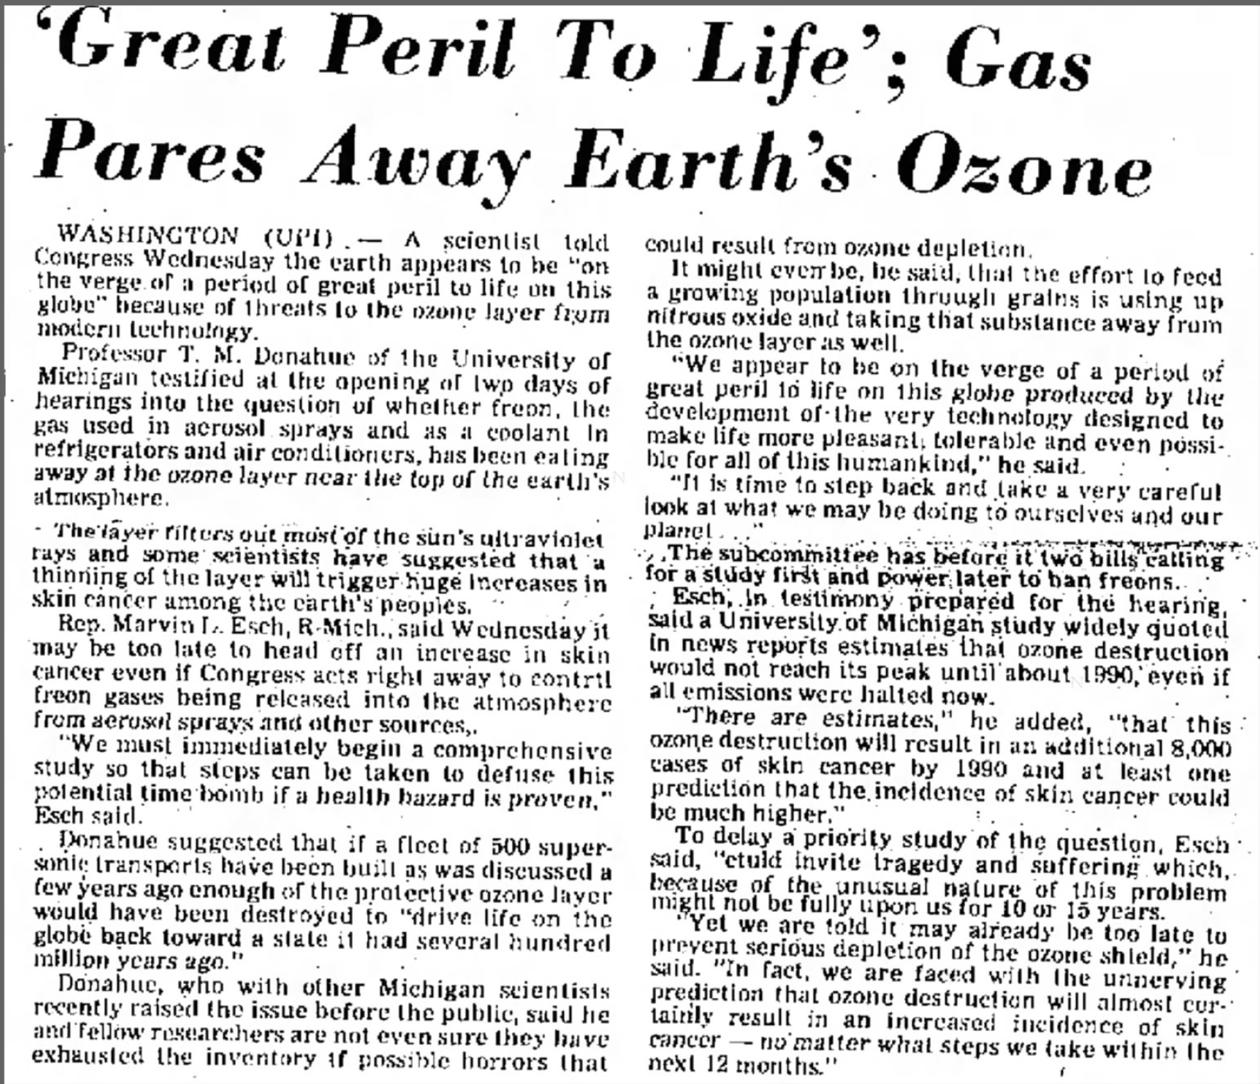 'Great Peril To Life'; Gas
Pares Away Earth's Ozone
WASHINGTON (UPI) — A scientist told
Congress Wednesday the earth appears to be "on
the verge of a period of great peril to life on this
globe" because of threats to the ozone layer from
modern technology.
Professor T. M. Donahue of the University of
Michigan testified at the opening of two days of
hearings into the question of whether freon, the
gas used in aerosol sprays and as a coolant in
refrigerators and air conditioners, has been eating
away at the ozone layer near the top of the earth's
atmosphere.
The layer filters out most of the sun's ultraviolet
rays and some scientists have suggested that a
thinning of the layer will trigger huge increases in
skin cancer among the earth's peoples.
Rep. Marvin L. Esch, R-Mich., said Wednesday it
may be too late to head off an increase in skin
cancer even if Congress acts right away to contrtl
freon gases being released into the atmosphere
from aerosol sprays and other sources,.
"We must immediately begin a comprehensive
study so that steps can be taken to defuse this
potential time bomb if a health hazard is proven,"
Esch said.
Donahue suggested that if a fleet of 500 super-
sonic transports have been built as was discussed a
few years ago enough of the protective ozone layer
would have been destroyed to "drive life on the
globe back toward a state it had several hundred
million years ago."
Donahue, who with other Michigan scientists
recently raised the issue before the public, said he
and fellow researchers are not even sure they have
exhausted the inventory if possible horrors that
could result from ozone depletion.
It might even be, he said, that the effort to feed
a growing population through grains is using up
nitrous oxide and taking that substance away from
the ozone layer as well.
"We appear to be on the verge of a period of
great peril to life on this globe produced by the
development of the very technology designed to
make life more pleasant, tolerable and even possi-
ble for all of this humankind," he said.
"It is time to step back and take a very careful
look at what we may be doing to ourselves and our
planet . . ."
The subcommittee has before it two bills calling
for a study first and power later to ban freons.
Esch, in testimony prepared for the hearing,
said a University of Michigan study widely quoted
in news reports estimates that ozone destruction
would not reach its peak until about 1990, even if
all emissions were halted now.
"There are estimates," he added, "that this
ozone destruction will result in an additional 8,000
cases of skin cancer by 1990 and at least one
prediction that the incidence of skin cancer could
be much higher."
To delay a priority study of the question, Esch
said, "ctuld invite tragedy and suffering which,
because of the unusual nature of this problem
might not be fully upon us for 10 or 15 years.
"Yet we are told it may already be too late to
prevent serious depletion of the ozone shield," he
said. "In fact, we are faced with the unnerving
prediction that ozone destruction will almost cer-
tainly result in an increased incidence of skin
cancer — no matter what steps we take within the
next 12 months."